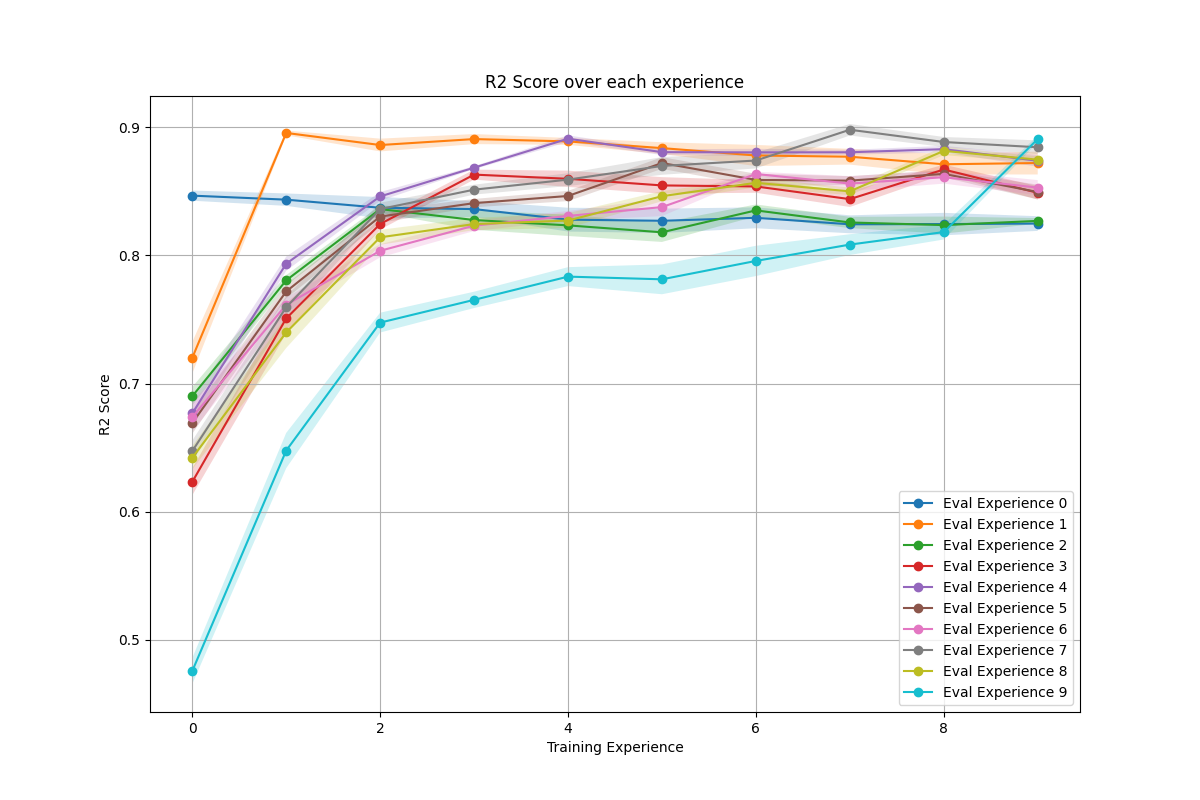 R2 Score over each experience
0.9
0.8
0.7
0.6
0.5
R2 Score
0
2
4
6
8
Training Experience
Eval Experience 0
Eval Experience 1
Eval Experience 2
Eval Experience 3
Eval Experience 4
Eval Experience 5
Eval Experience 6
Eval Experience 7
Eval Experience 8
Eval Experience 9